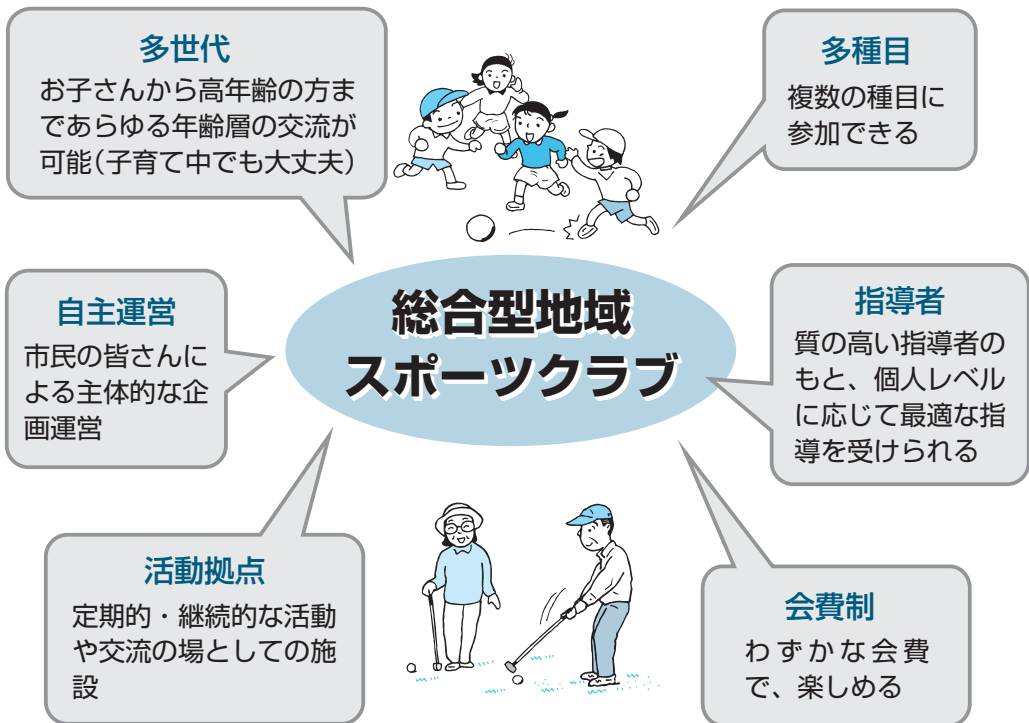 多世代
お子さんから高年齢の方ま
であらゆる年齢層の交流が
可能(子育て中でも大丈夫)
多種目
複数の種目に
参加できる
自主運営
市民の皆さんに
よる主体的な企
画運営
総合型地域
スポーツクラブ
指導者
質の高い指導者の
もと、個人レベル
に応じて最適な指
導を受けられる
活動拠点
定期的・継続的な活動
や交流の場としての施
設
会費制
わずかな会費
で、楽しめる